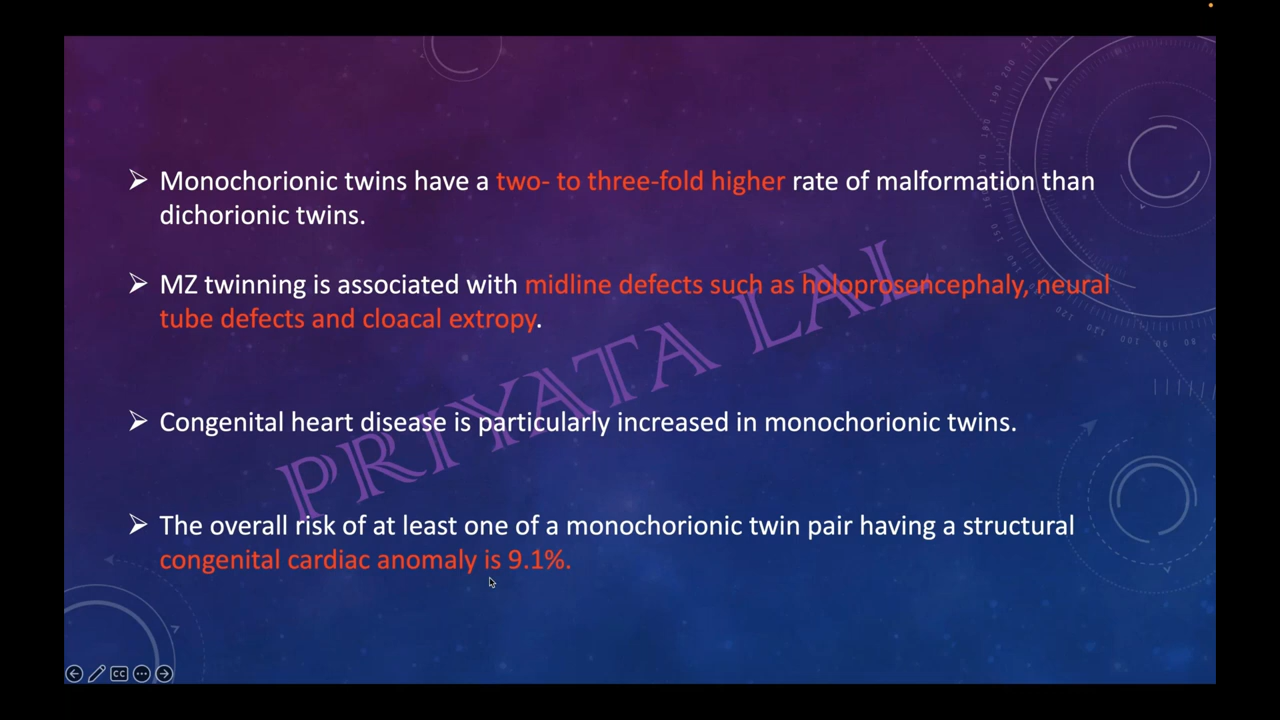 ➢ Monochorionic twins have a two- to three-fold higher rate of malformation than
dichorionic twins.
➢ MZ twinning is associated with midline defects such as holoprosencephaly, neural
tube defects and cloacal extropy.
PRIYATA LAL
➢ Congenital heart disease is particularly increased in monochorionic twins.
➢ The overall risk of at least one of a monochorionic twin pair having a structural
congenital cardiac anomaly is 9.1%.
CC